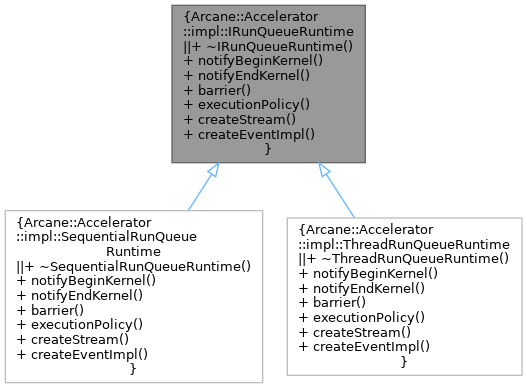 {Arcane::Accelerator
::impl::IRunQueueRuntime
||+ ~IRunQueueRuntime()
+ notifyBeginKernel()
+ notifyEndKernel()
+ barrier()
+ executionPolicy()
+ createStream()
+ createEventImpl()
}
{Arcane::Accelerator
::impl::SequentialRunQueue
Runtime
||+ ~SequentialRunQueueRuntime()
+ notifyBeginKernel()
+ notifyEndKernel()
+ barrier()
+ executionPolicy()
+ createStream()
+ createEventImpl()
}
{Arcane::Accelerator
::impl::ThreadRunQueueRuntime
||+ ~ThreadRunQueueRuntime()
+ notifyBeginKernel()
+ notifyEndKernel()
+ barrier()
+ executionPolicy()
+ createStream()
+ createEventImpl()
}